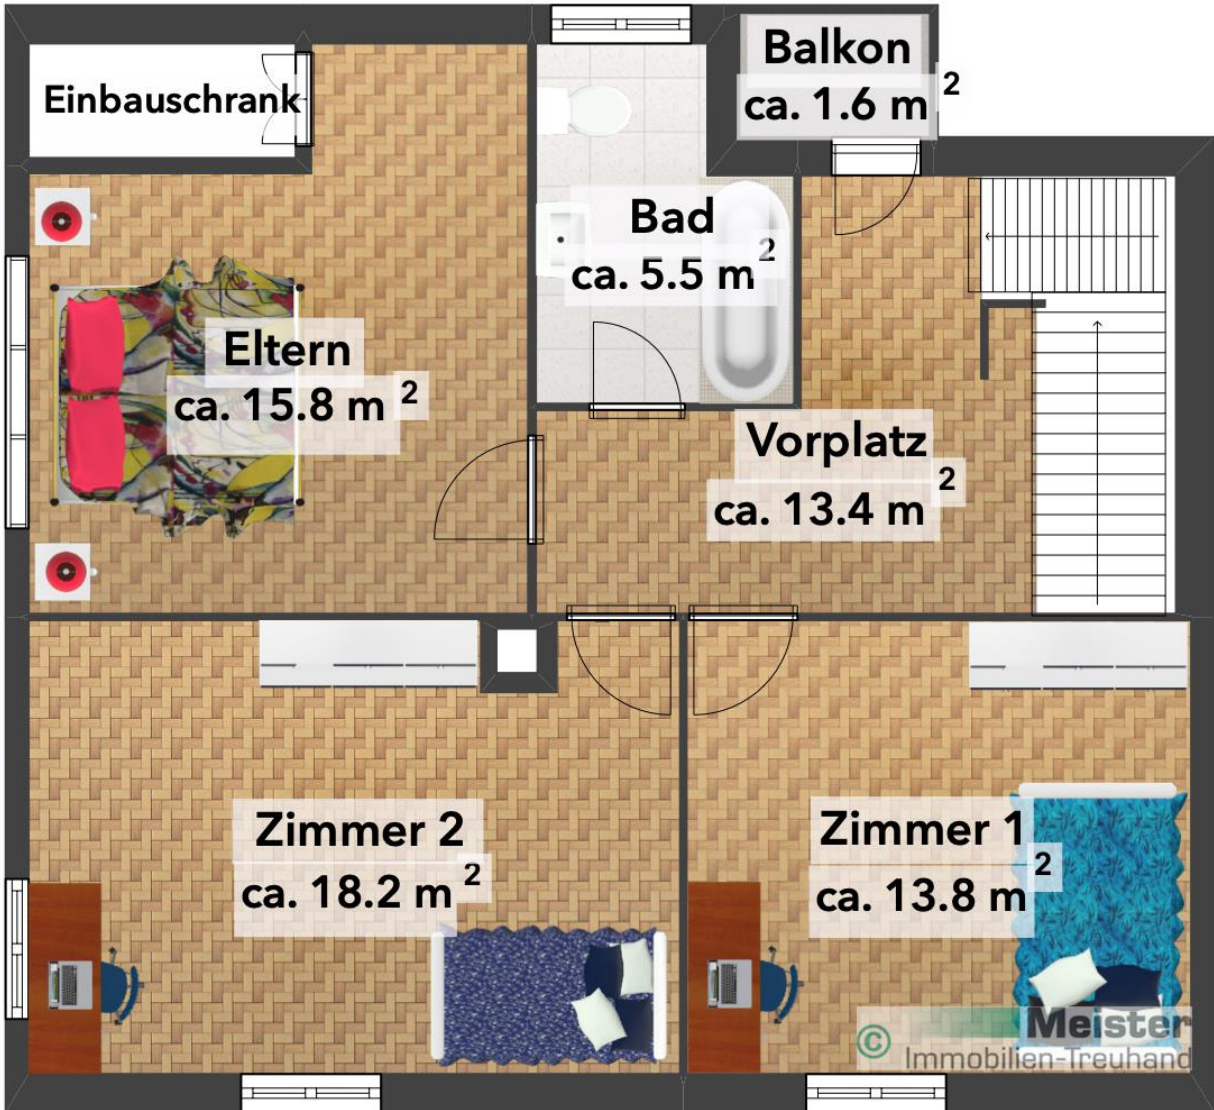 Balkon
ca. 1.6 m 2
Einbauschrank
Bad
ca. 5.5 m 2
Eltern
ca. 15.8 m 2
Vorplatz
ca. 13.4 m 2
Zimmer 2
ca. 18.2 m 2
Zimmer 1
ca. 13.8 m 2
© Meister
Immobilien-Treuhand